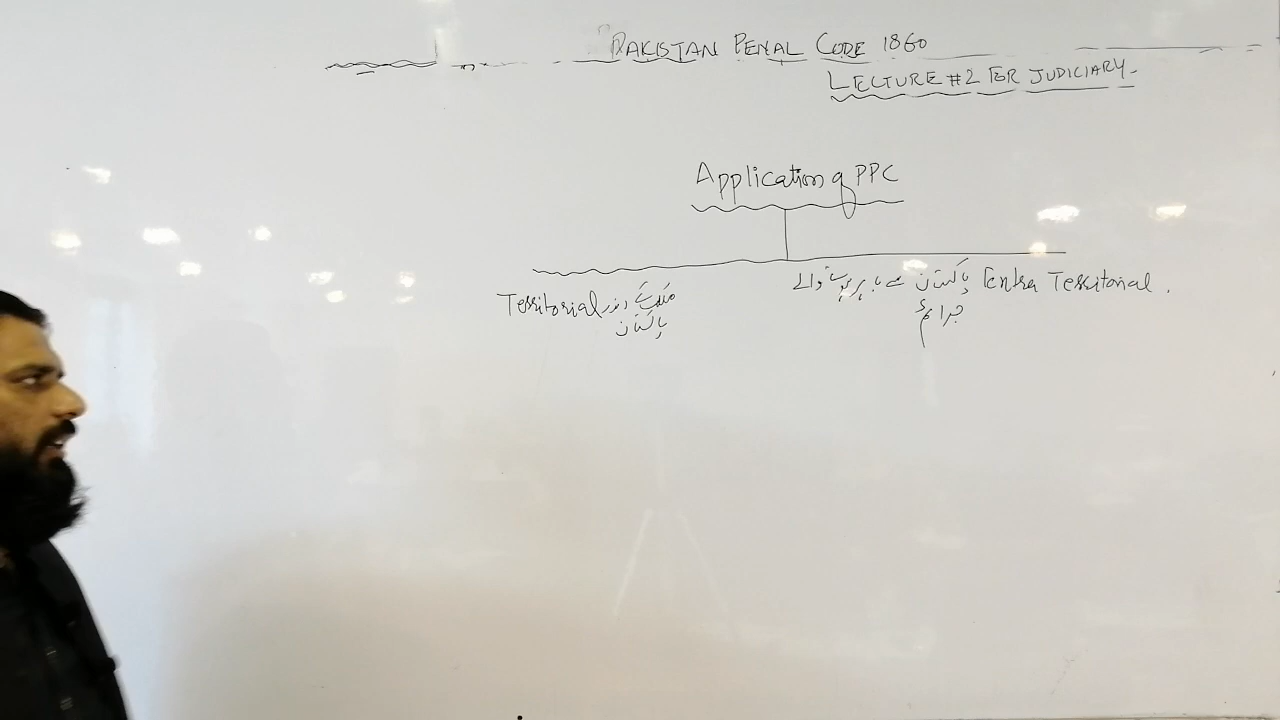 PAKISTAN PENAL CODE 1860
LECTURE #2 FOR JUDICIARY-
Application of PPC
Territorial
پاکستان
پاکستان سے باہر ہونے والے Extra Territorial.
جرائم